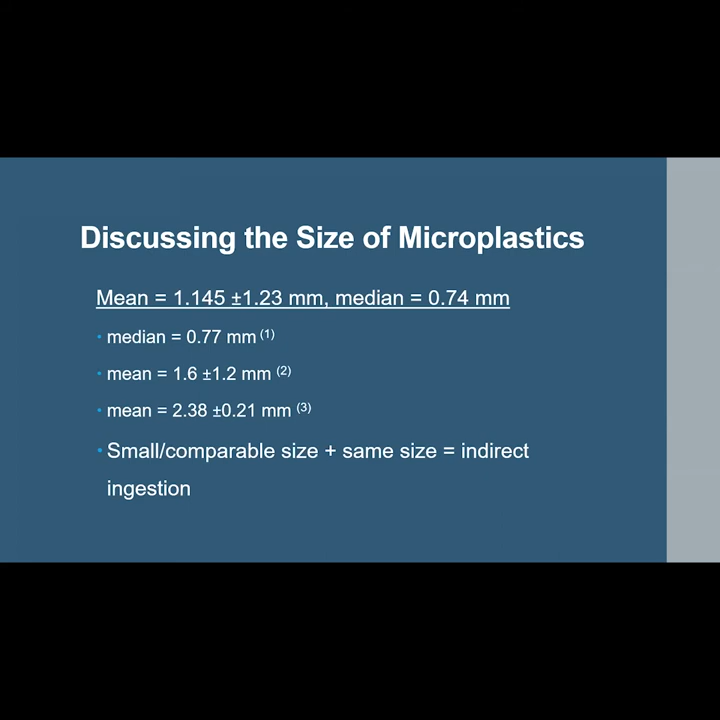 Discussing the Size of Microplastics
Mean = 1.145 ±1.23 mm, median = 0.74 mm
• median = 0.77 mm (1)
• mean = 1.6 ±1.2 mm (2)
• mean = 2.38 ±0.21 mm (3)
• Small/comparable size + same size = indirect
ingestion